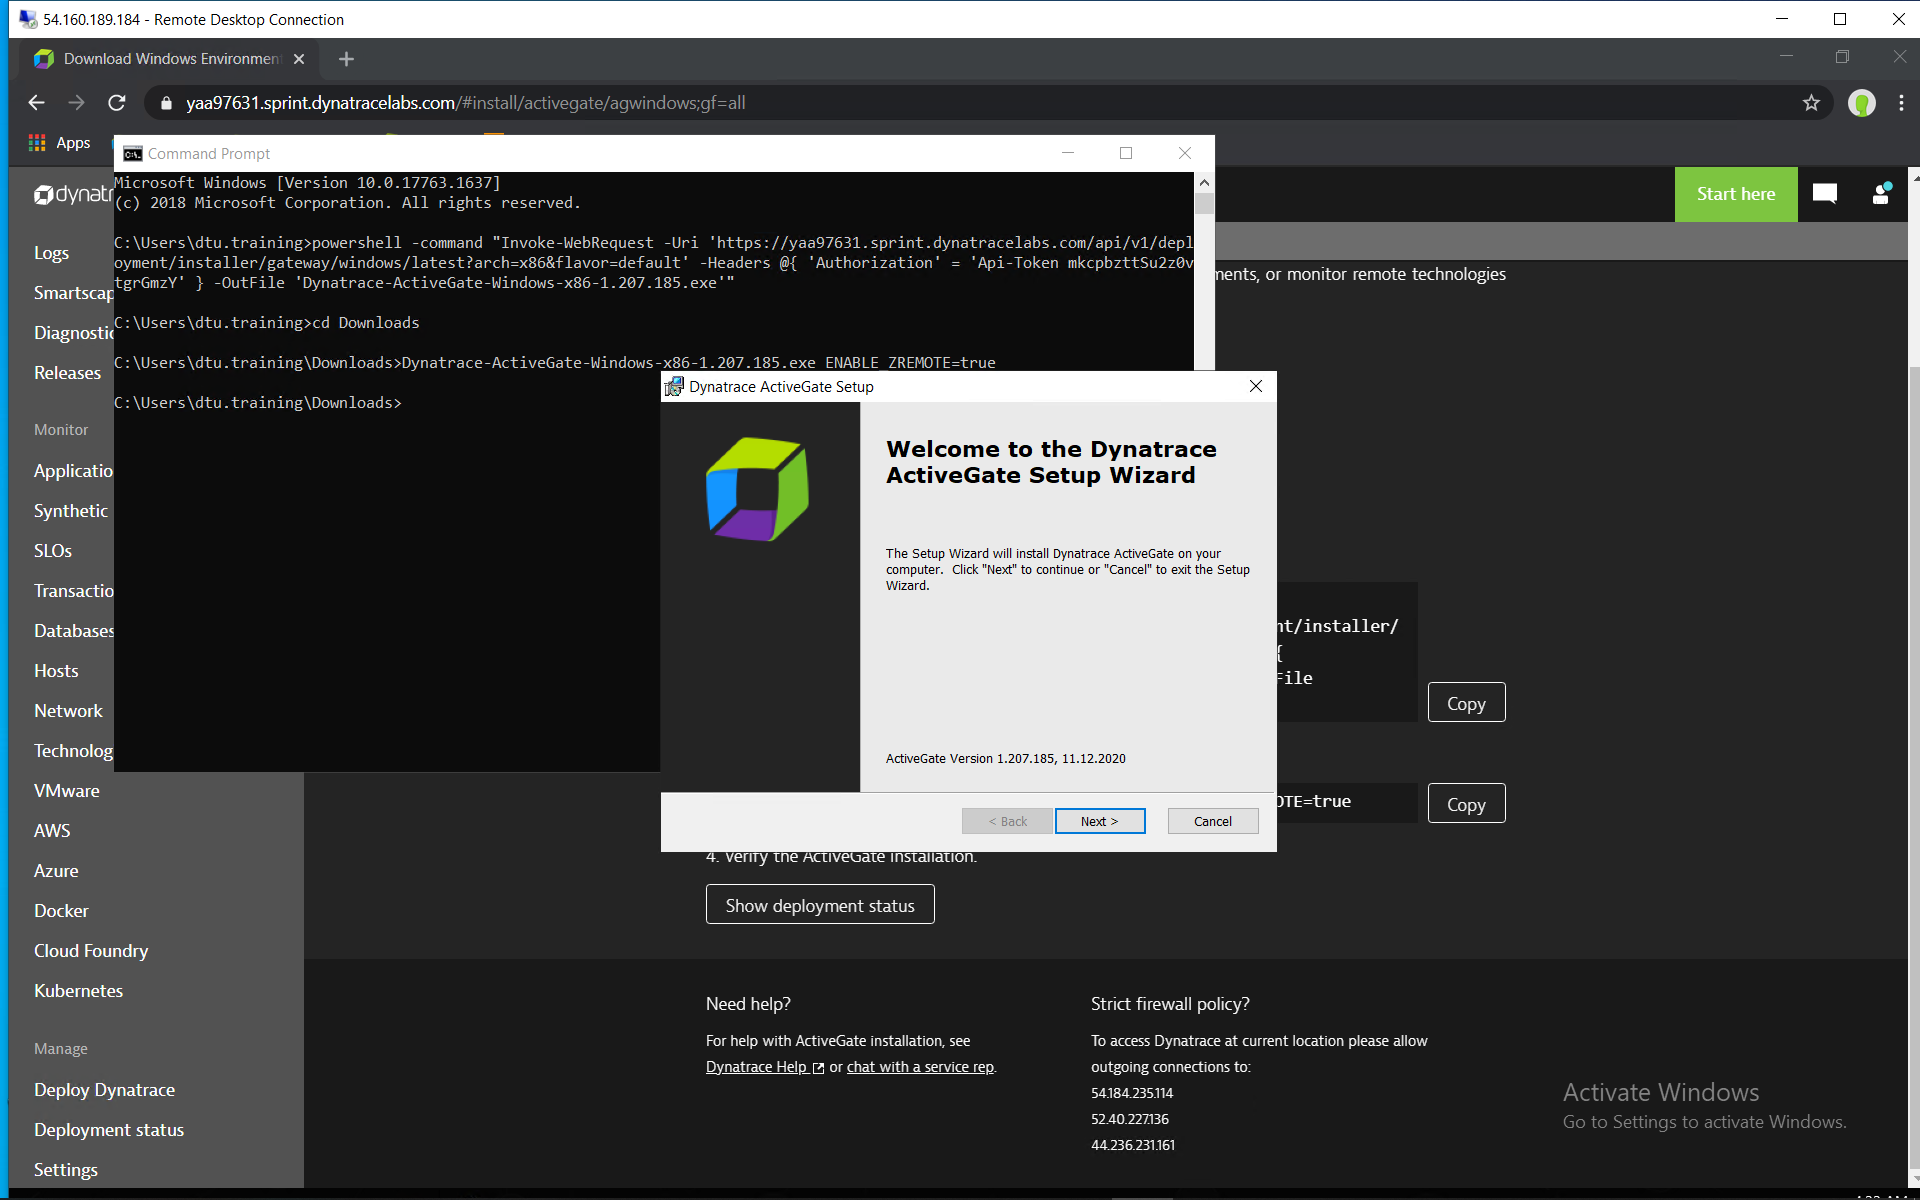 54.160.189.184 - Remote Desktop Connection
Download Windows Environmen
yaa97631.sprint.dynatracelabs.com/#install/activegate/agwindows;gf=all
Apps
Command Prompt
Microsoft Windows [Version 10.0.17763.1637]
(c) 2018 Microsoft Corporation. All rights reserved.
C:\Users\dtu.training>powershell -command "Invoke-WebRequest -Uri 'https://yaa97631.sprint.dynatracelabs.com/api/v1/depl
oyment/installer/gateway/windows/latest?arch=x86&flavor=default' -Headers @{ 'Authorization' = 'Api-Token mkcpbzttSu2z0v
tgrGmzY' } -OutFile 'Dynatrace-ActiveGate-Windows-x86-1.207.185.exe'"
C:\Users\dtu.training>cd Downloads
C:\Users\dtu.training\Downloads>Dynatrace-ActiveGate-Windows-x86-1.207.185.exe ENABLE_ZREMOTE=true
C:\Users\dtu.training\Downloads>
dynatr
Start here
Logs
Smartscap
Diagnostic
Releases
Monitor
Applicatio
Synthetic
SLOs
Transactio
Databases
Hosts
Network
Technolog
VMware
AWS
Azure
Docker
Cloud Foundry
Kubernetes
Manage
Deploy Dynatrace
Deployment status
Settings
ments, or monitor remote technologies
Dynatrace ActiveGate Setup
Welcome to the Dynatrace
ActiveGate Setup Wizard
The Setup Wizard will install Dynatrace ActiveGate on your
computer. Click "Next" to continue or "Cancel" to exit the Setup
Wizard.
ActiveGate Version 1.207.185, 11.12.2020
< Back
Next >
Cancel
nt/installer/
{
File
Copy
OTE=true
Copy
4. Verify the ActiveGate installation.
Show deployment status
Need help?
For help with ActiveGate installation, see
Dynatrace Help or chat with a service rep.
Strict firewall policy?
To access Dynatrace at current location please allow
outgoing connections to:
54.184.235.114
52.40.227.136
44.236.231.161
Activate Windows
Go to Settings to activate Windows.